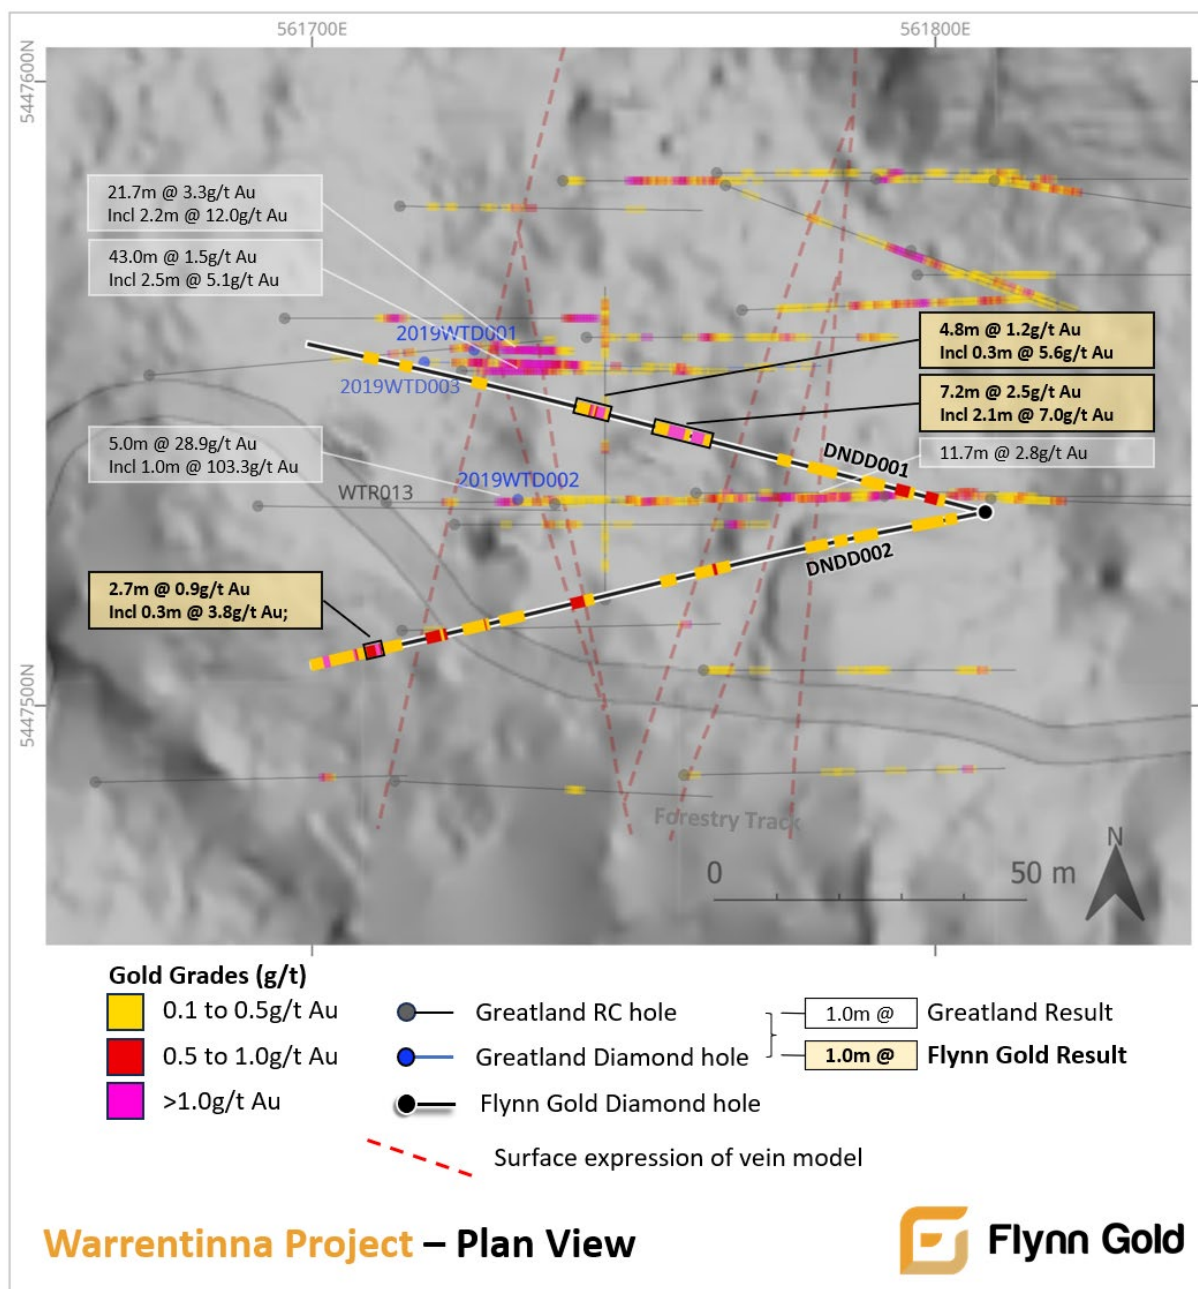 561700E
561800E
5447600N
21.7m @ 3.3g/t Au
Incl 2.2m @ 12.0g/t Au
43.0m @ 1.5g/t Au
Incl 2.5m @ 5.1g/t Au
2019WTD001
4.8m @ 1.2g/t Au
Incl 0.3m @ 5.6g/t Au
2019WTD003
7.2m @ 2.5g/t Au
Incl 2.1m @ 7.0g/t Au
5.0m @ 28.9g/t Au
Incl 1.0m @ 103.3g/t Au
11.7m @ 2.8g/t Au
DNDD001
2019WTD002
WTR013
DNDD002
2.7m @ 0.9g/t Au
Incl 0.3m @ 3.8g/t Au;
5447500N
Forestry Track
N
0 50 m
Gold Grades (g/t)
0.1 to 0.5g/t Au
0.5 to 1.0g/t Au
>1.0g/t Au
Greatland RC hole
Greatland Diamond hole
Flynn Gold Diamond hole
Surface expression of vein model
1.0m @ Greatland Result
1.0m @ Flynn Gold Result
Warrentinna Project – Plan View
Flynn Gold